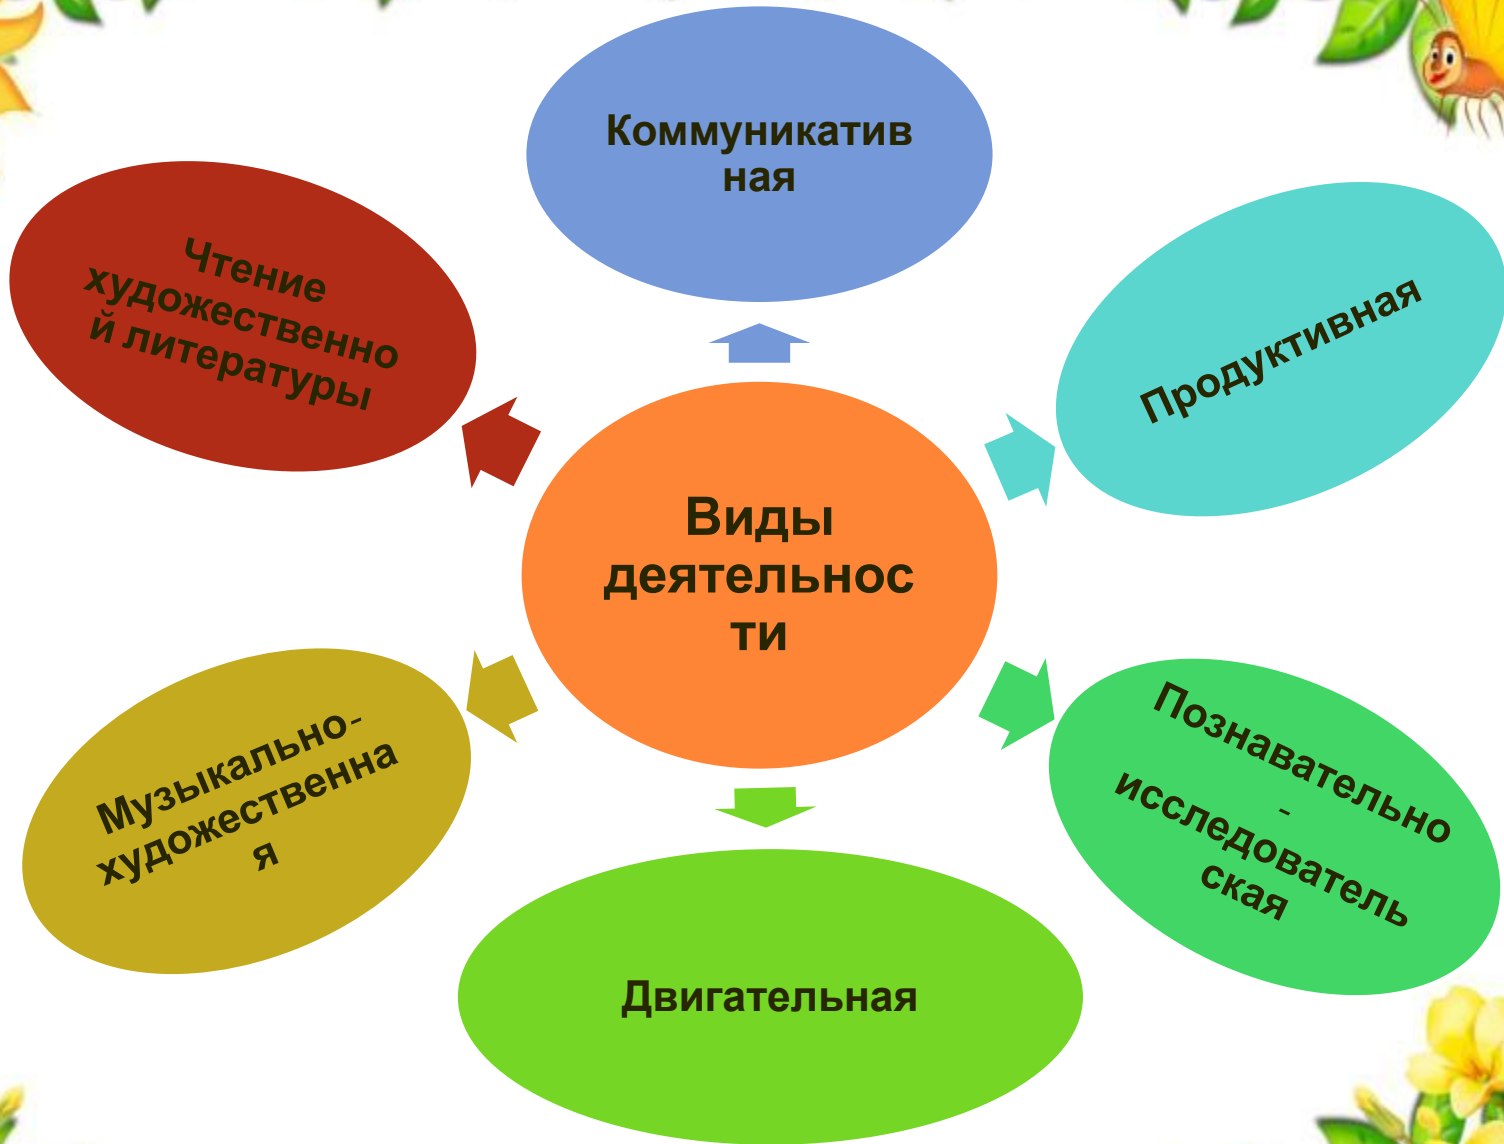 Коммуникатив
ная
Чтение
художественно
й литературы
Продуктивная
Виды
деятельнос
ти
Музыкально-
художественна
я
Познавательно
-
исследователь
ская
Двигательная